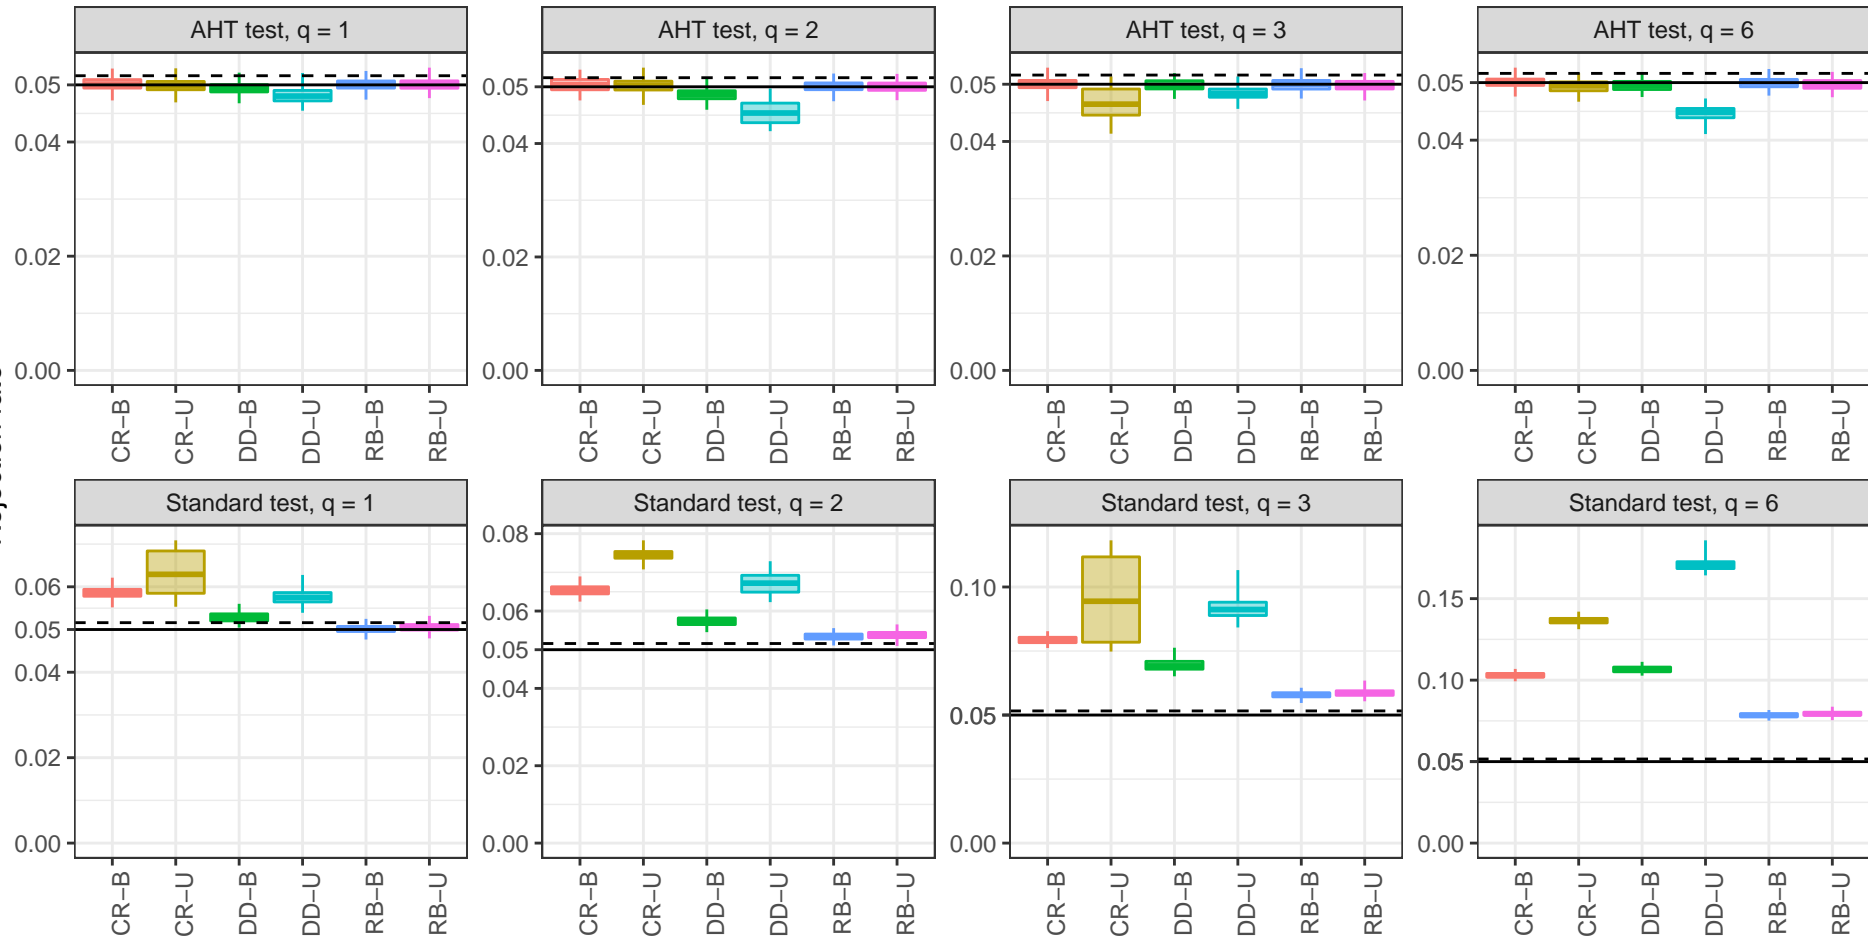 AHT test, q = 1
AHT test, q = 2
AHT test, q = 3
AHT test, q = 6
0.05
0.04
0.02
0.00
0.05
0.04
0.02
0.00
0.05
0.04
0.02
0.00
0.05
0.04
0.02
0.00
CR−B
CR−U
DD−B
DD−U
RB−B
RB−U
CR−B
CR−U
DD−B
DD−U
RB−B
RB−U
CR−B
CR−U
DD−B
DD−U
RB−B
RB−U
CR−B
CR−U
DD−B
DD−U
RB−B
RB−U
Standard test, q = 1
Standard test, q = 2
Standard test, q = 3
Standard test, q = 6
0.06
0.05
0.04
0.02
0.00
0.08
0.06
0.05
0.04
0.02
0.00
0.10
0.05
0.00
0.15
0.10
0.05
0.00
CR−B
CR−U
DD−B
DD−U
RB−B
RB−U
CR−B
CR−U
DD−B
DD−U
RB−B
RB−U
CR−B
CR−U
DD−B
DD−U
RB−B
RB−U
CR−B
CR−U
DD−B
DD−U
RB−B
RB−U